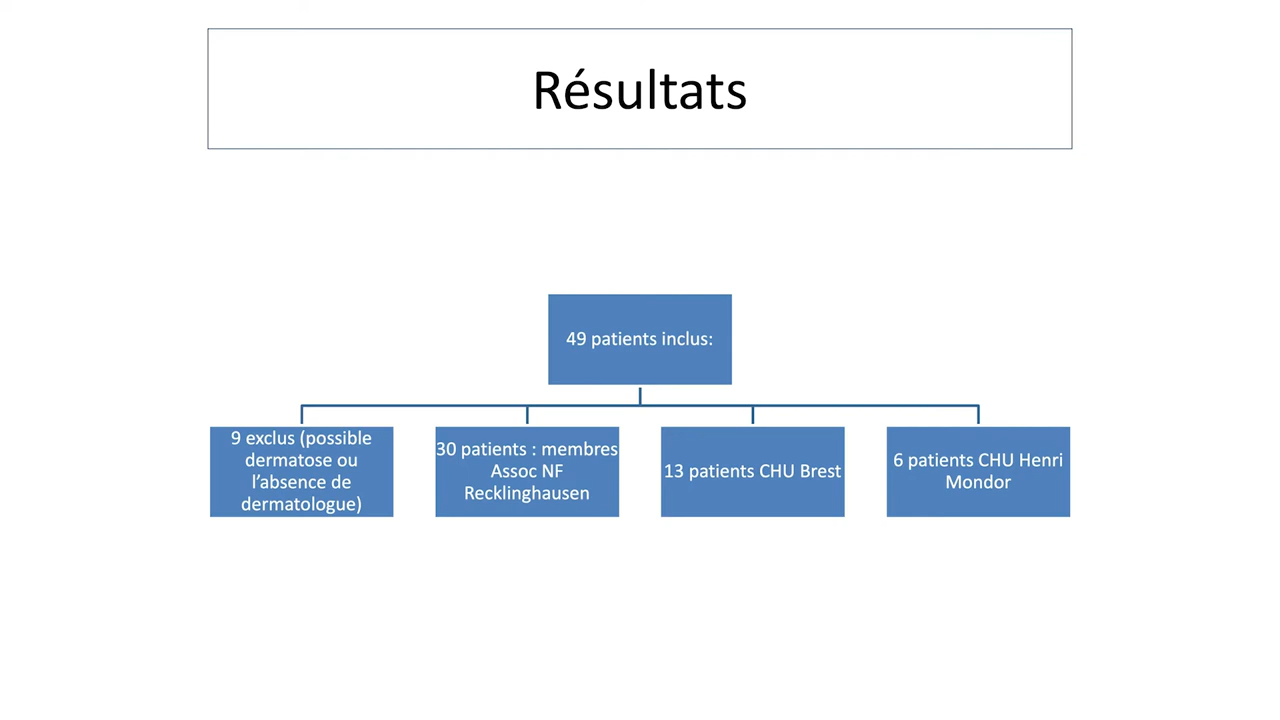 Résultats
49 patients inclus:
9 exclus (possible
dermatose ou
l’absence de
dermatologue)
30 patients : membres
Assoc NF
Recklinghausen
13 patients CHU Brest
6 patients CHU Henri
Mondor